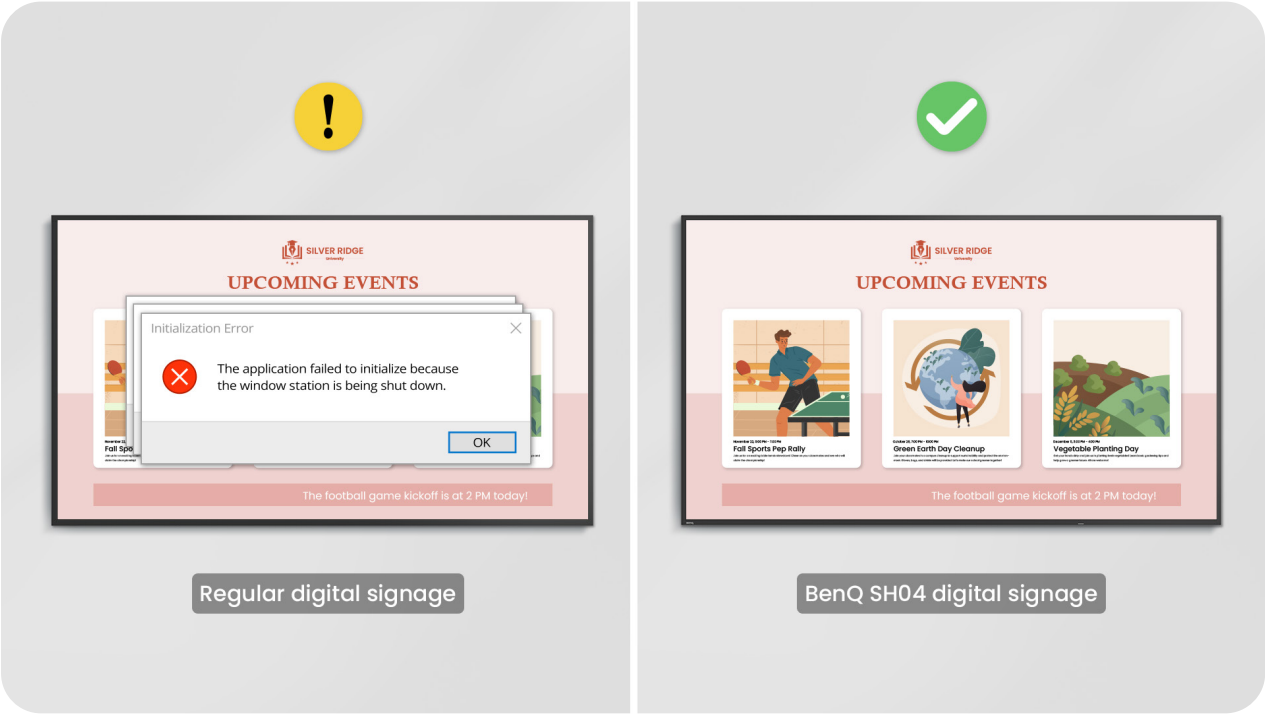 !
SILVER RIDGE
University
UPCOMING EVENTS
Initialization Error
The application failed to initialize because
the window station is being shut down.
OK
Fall Spo
The football game kickoff is at 2 PM today!
Regular digital signage
SILVER RIDGE
University
UPCOMING EVENTS
Fall Sports Pep Rally
Green Earth Day Cleanup
Vegetable Planting Day
The football game kickoff is at 2 PM today!
BenQ SH04 digital signage